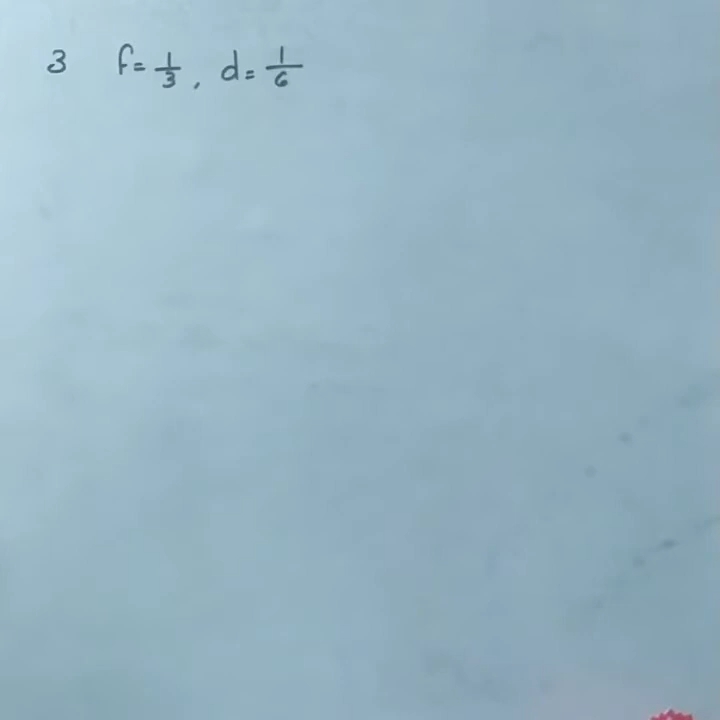 3 f= 1/3, d= 1/6